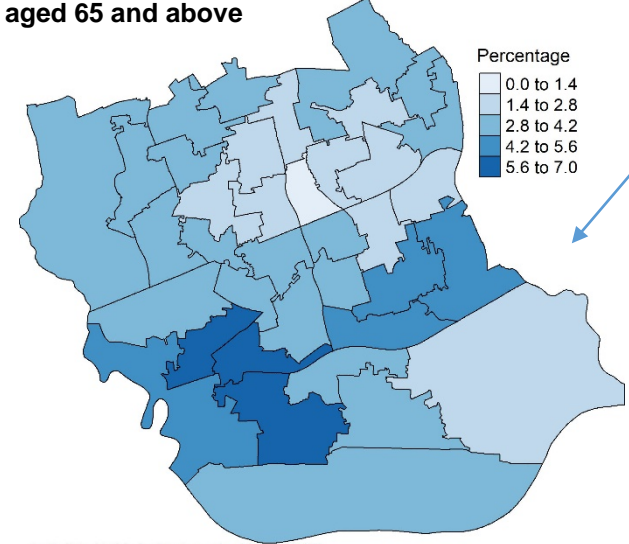 aged 65 and above
Percentage
0.0 to 1.4
1.4 to 2.8
2.8 to 4.2
4.2 to 5.6
5.6 to 7.0